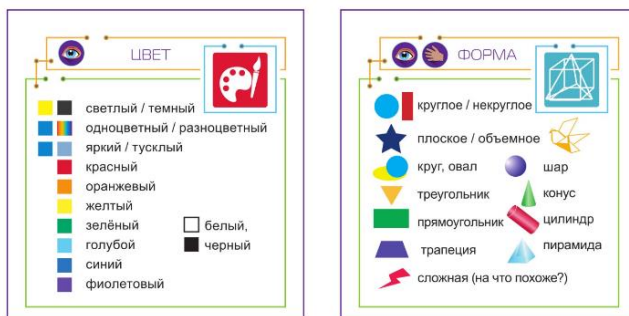 ЦВЕТ
светлый / темный
одноцветный / разноцветный
яркий / тусклый
красный
оранжевый
желтый
зелёный
голубой
синий
фиолетовый
белый,
черный
ФОРМА
круглое / некруглое
плоское / объемное
круг, овал
шар
треугольник
конус
прямоугольник
цилиндр
трапеция
пирамида
сложная (на что похоже?)